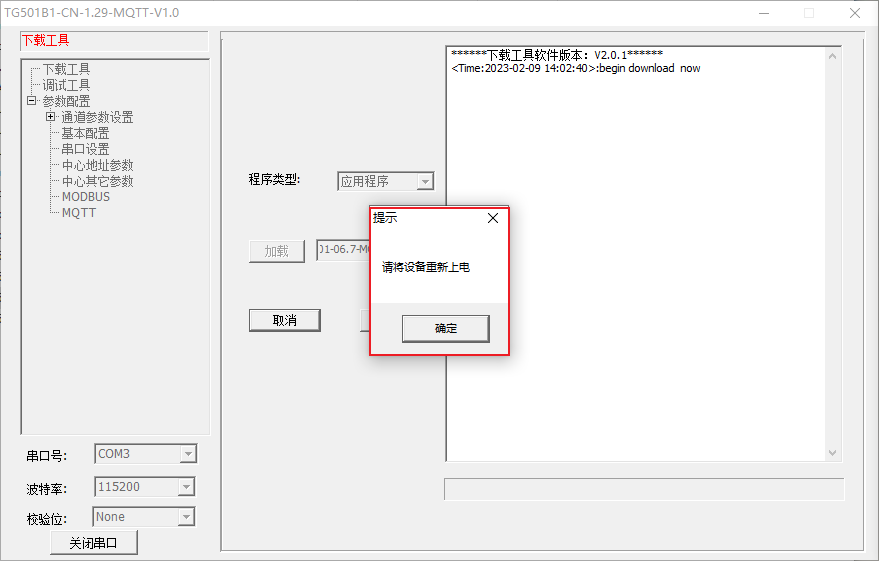 TG501B1-CN-1.29-MQTT-V1.0
下载工具
下载工具
调试工具
参数配置
通道参数设置
基本配置
串口设置
中心地址参数
中心其它参数
MODBUS
MQTT
串口号:
COM3
波特率:
115200
校验位:
None
关闭串口
程序类型:
应用程序
加载
01-06.7-MQ
取消
******下载工具软件版本：V2.0.1******
<Time:2023-02-09 14:02:40>:begin download  now
提示
请将设备重新上电
确定